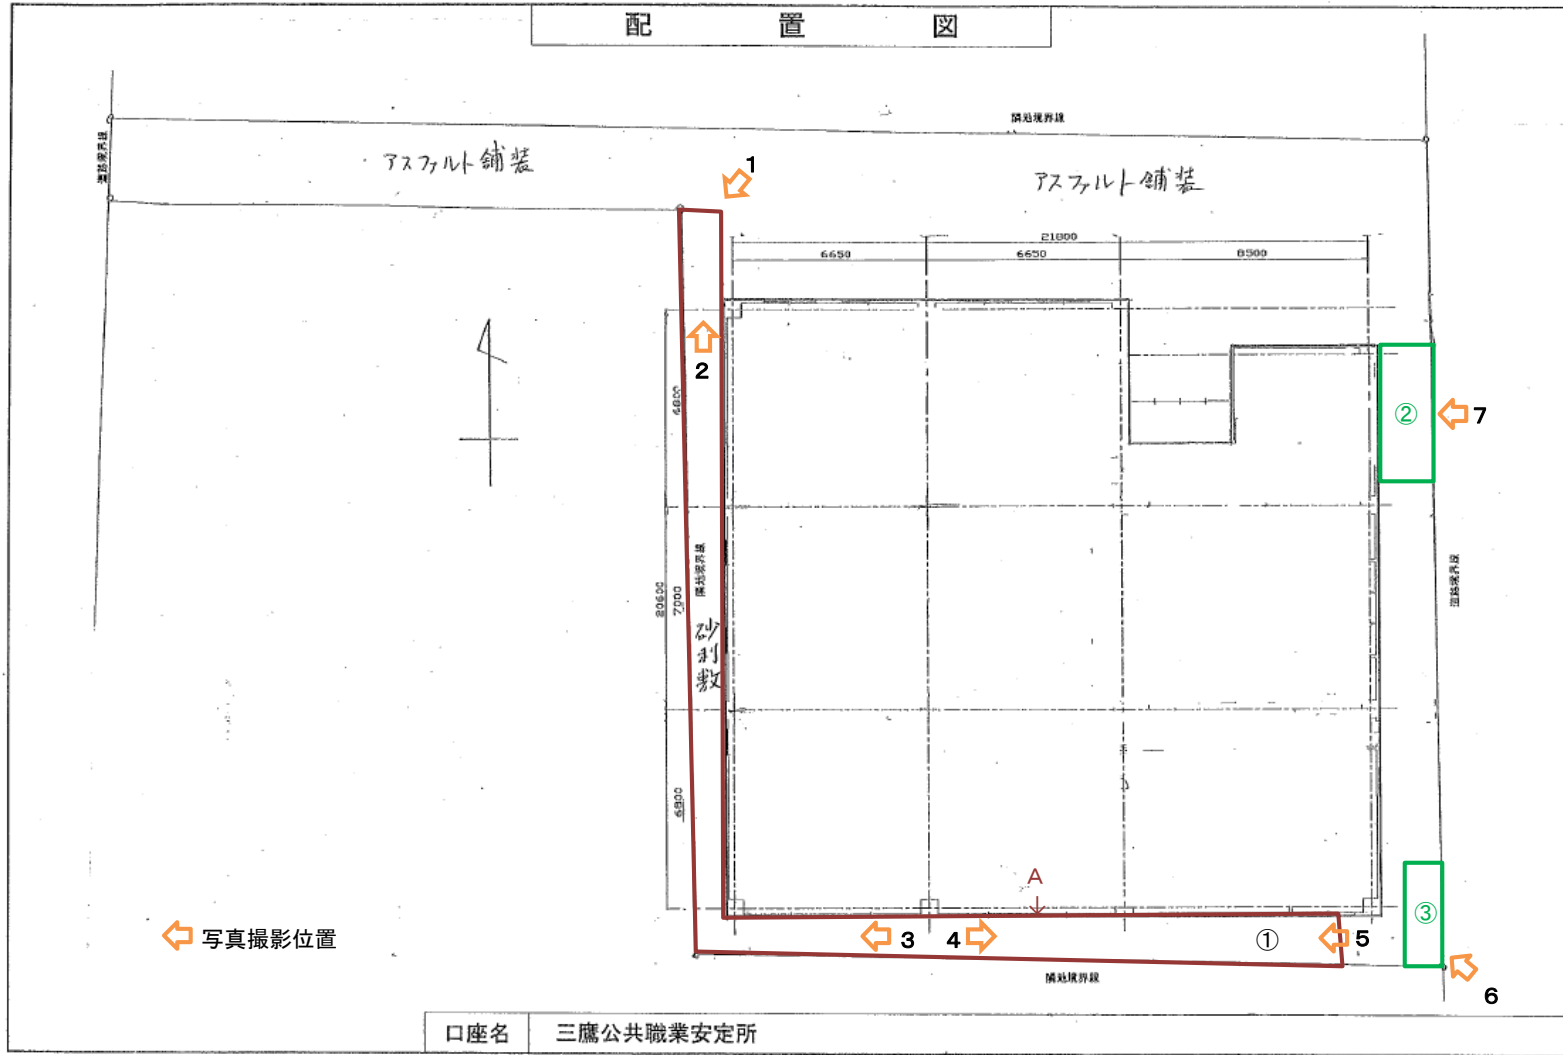 配置図
隣地境界線
道路境界線
アスファルト舗装
1
アスファルト舗装
21800
6650
6650
8500
2
6800
②
7
20600
7000
隣地境界線
砂利敷
道路境界線
6800
A
③
写真撮影位置
3
4
①
5
隣地境界線
6
口座名
三鷹公共職業安定所